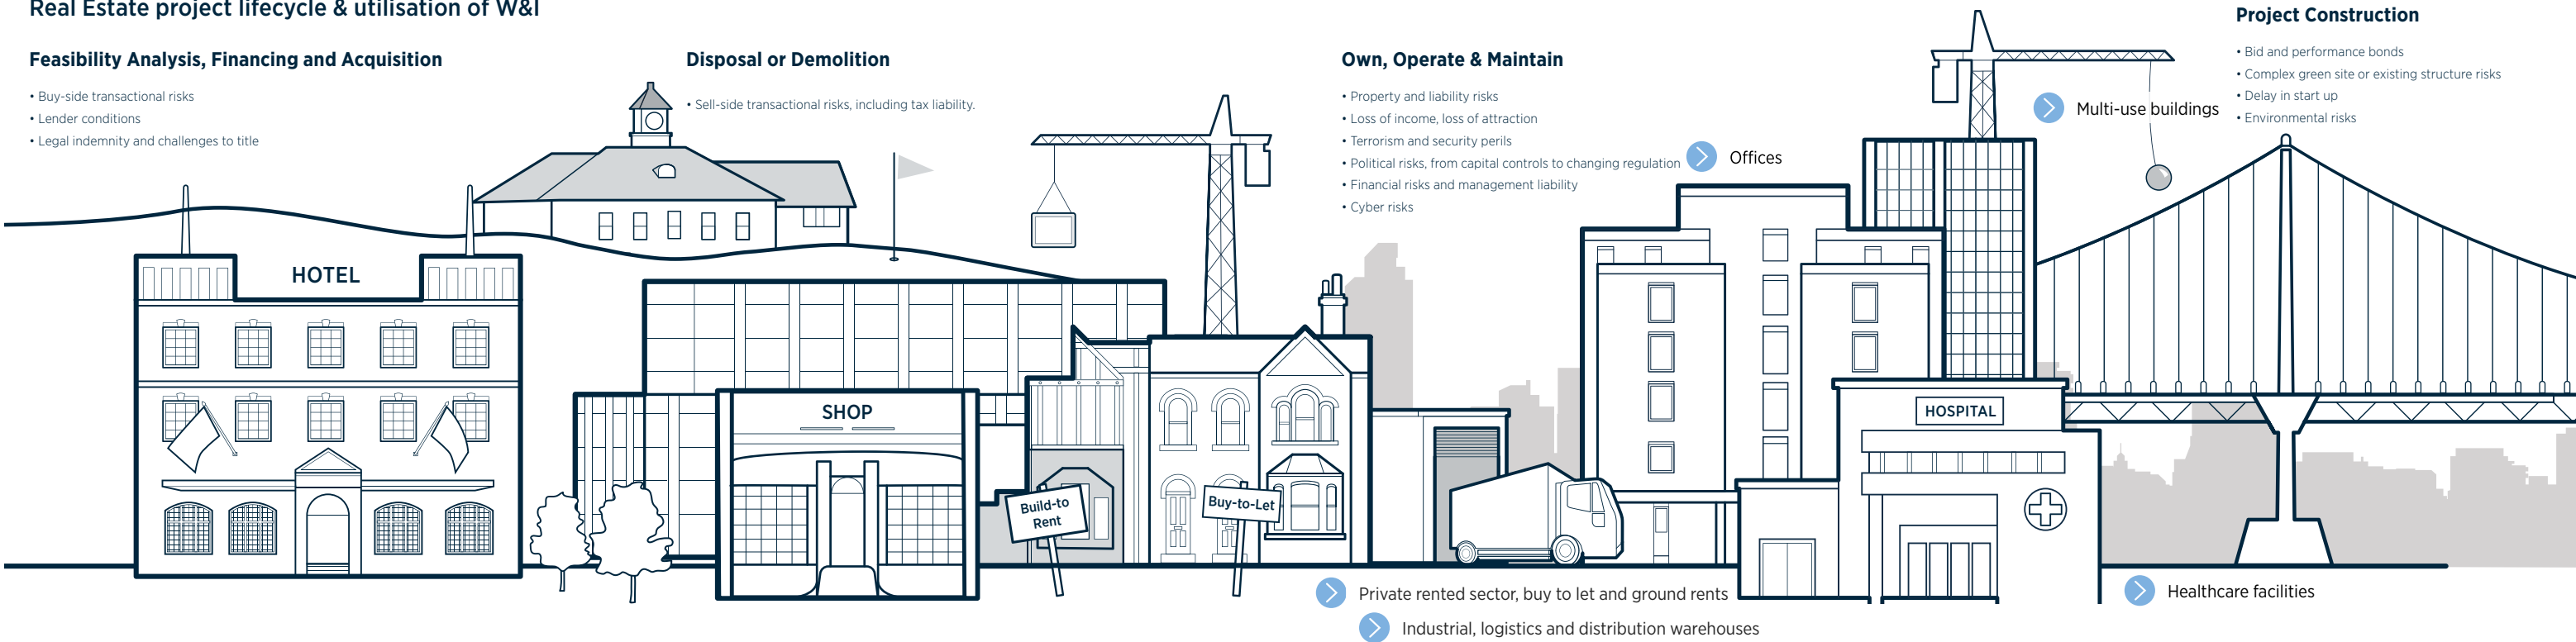 Real Estate project lifecycle & utilisation of W&I
Feasibility Analysis, Financing and Acquisition
• Buy-side transactional risks
• Lender conditions
• Legal indemnity and challenges to title
Disposal or Demolition
• Sell-side transactional risks, including tax liability.
Own, Operate & Maintain
• Property and liability risks
• Loss of income, loss of attraction
• Terrorism and security perils
• Political risks, from capital controls to changing regulation
• Financial risks and management liability
• Cyber risks
Project Construction
• Bid and performance bonds
• Complex green site or existing structure risks
• Delay in start up
• Environmental risks
Multi-use buildings
Offices
HOTEL
SHOP
Build-to
Rent
Buy-to-Let
HOSPITAL
Private rented sector, buy to let and ground rents
Industrial, logistics and distribution warehouses
Healthcare facilities